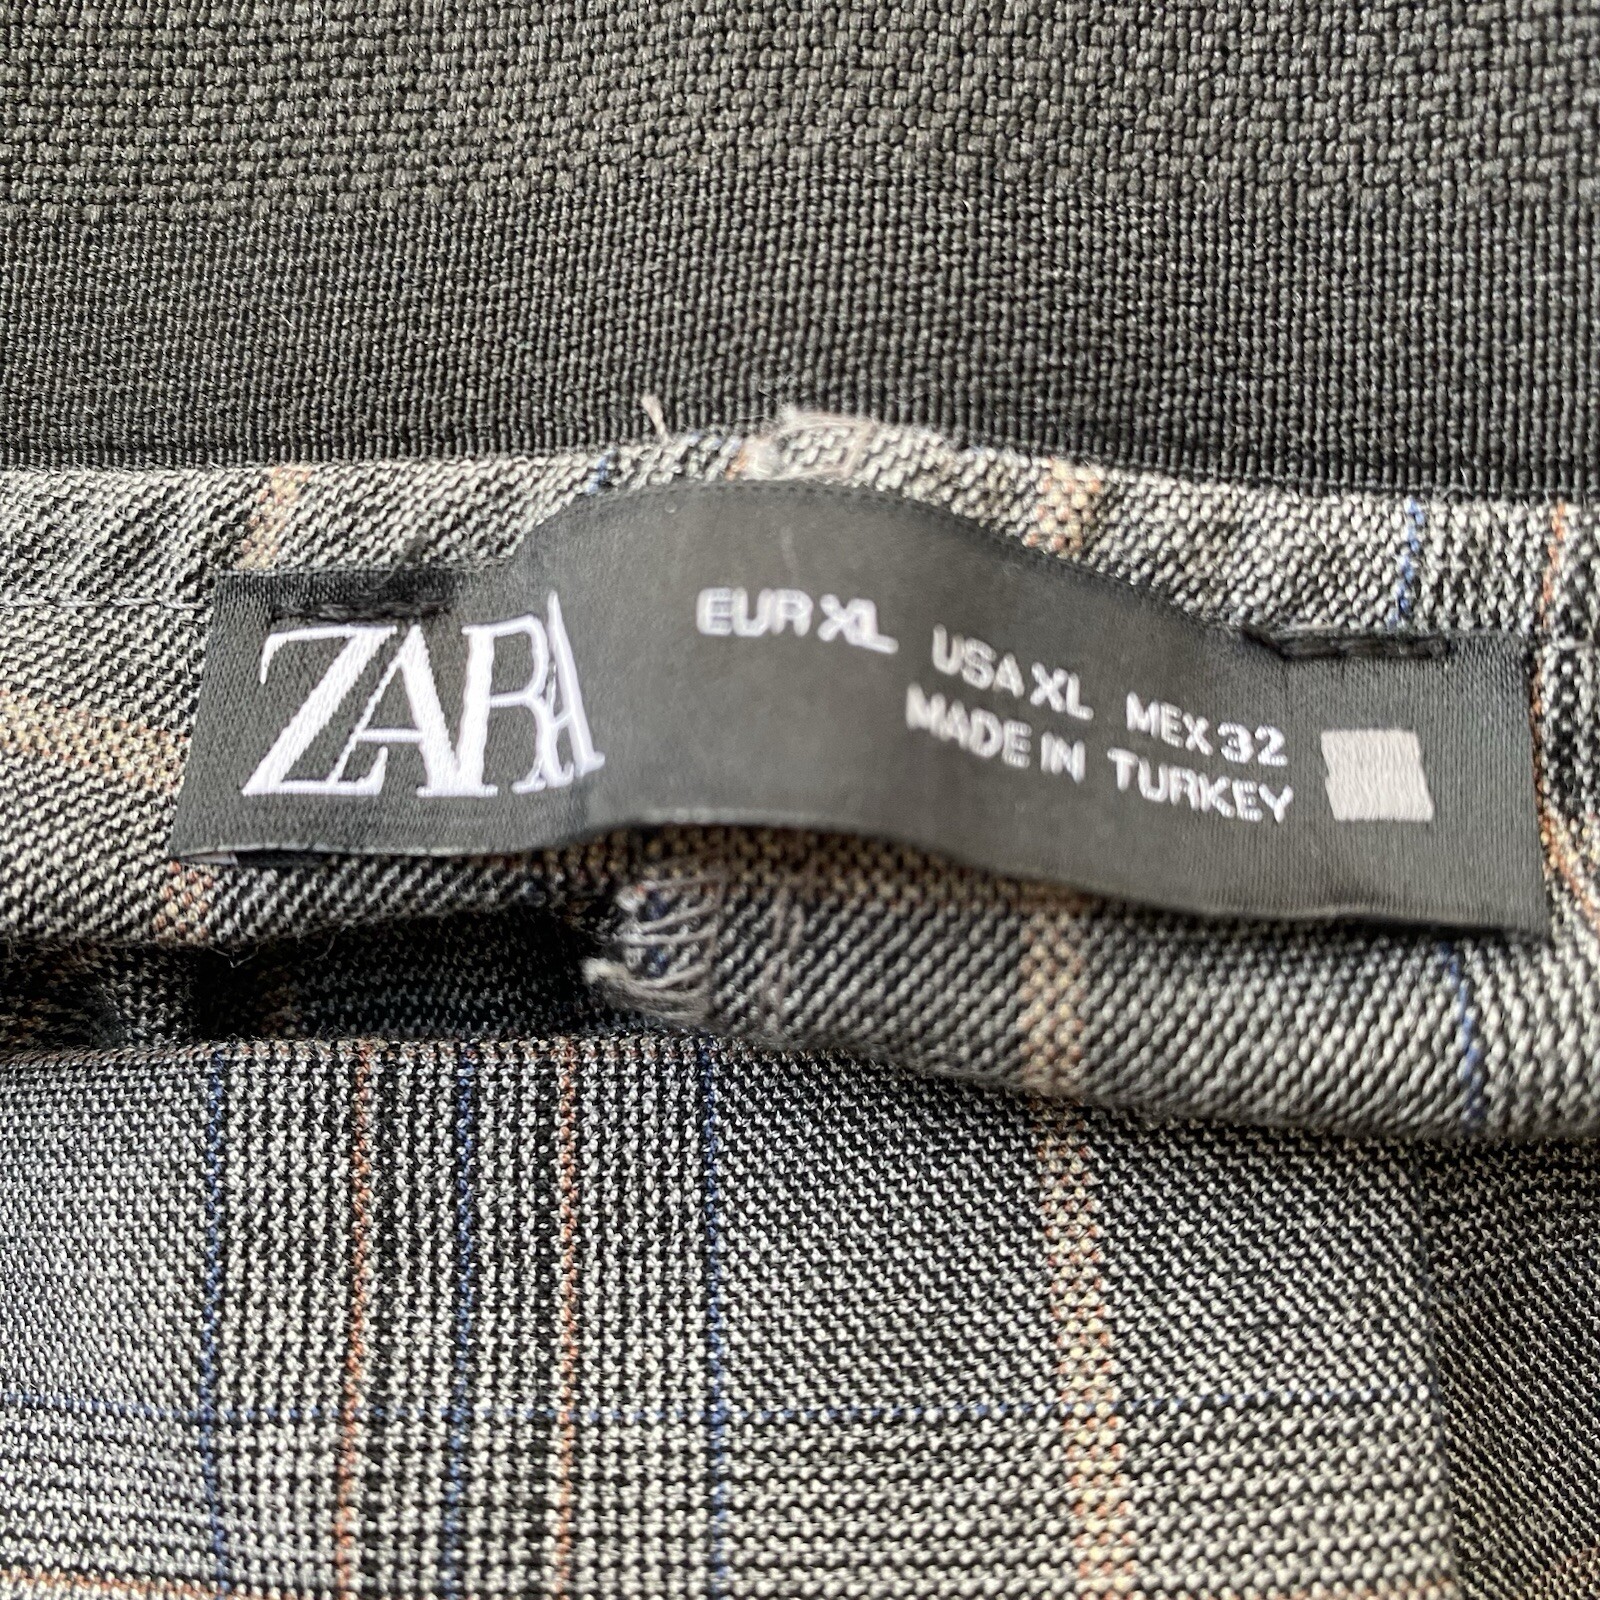 ZARA
EUR XL USA XL MEX 32
MADE IN TURKEY